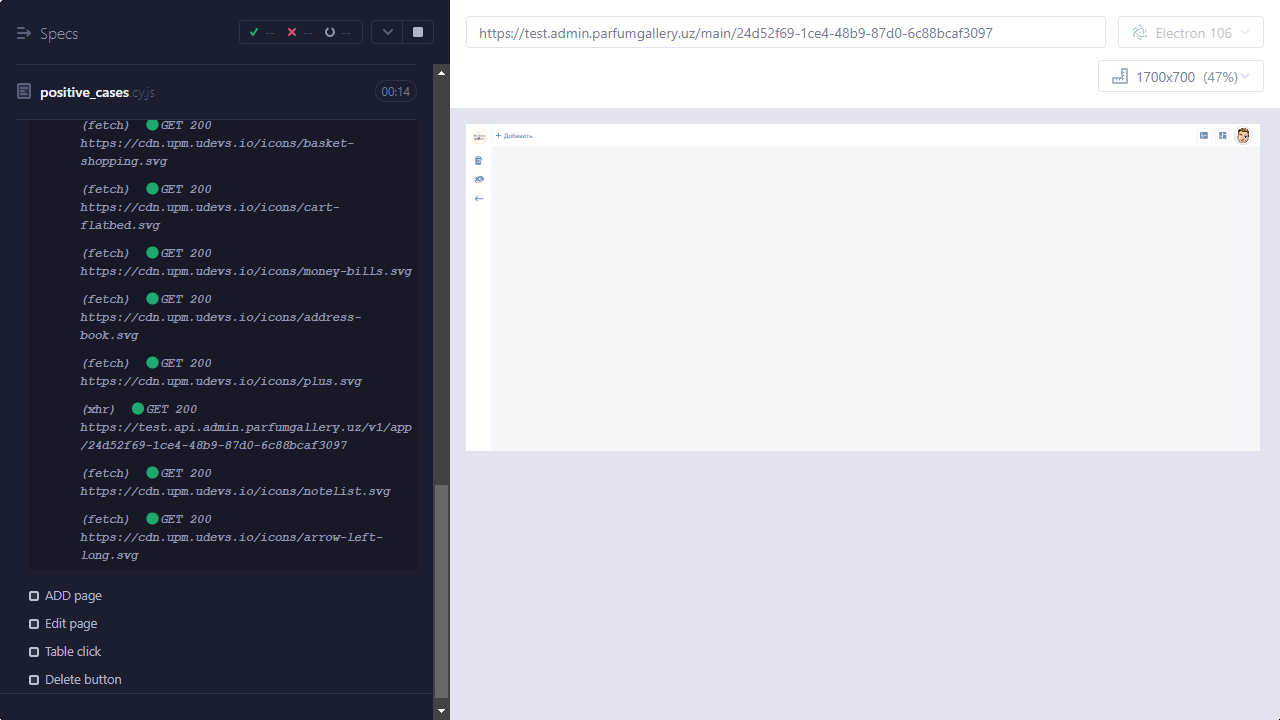 Specs
--
--
--
positive_cases.cy.js
00:14
(fetch) GET 200
https://cdn.upm.udevs.io/icons/basket-
shopping.svg
(fetch) GET 200
https://cdn.upm.udevs.io/icons/cart-
flatbed.svg
(fetch) GET 200
https://cdn.upm.udevs.io/icons/money-bills.svg
(fetch) GET 200
https://cdn.upm.udevs.io/icons/address-
book.svg
(fetch) GET 200
https://cdn.upm.udevs.io/icons/plus.svg
(xhr) GET 200
https://test.api.admin.parfumgallery.uz/v1/app
/24d52f69-1ce4-48b9-87d0-6c88bcaf3097
(fetch) GET 200
https://cdn.upm.udevs.io/icons/notelist.svg
(fetch) GET 200
https://cdn.upm.udevs.io/icons/arrow-left-
long.svg
ADD page
Edit page
Table click
Delete button
https://test.admin.parfumgallery.uz/main/24d52f69-1ce4-48b9-87d0-6c88bcaf3097
Electron 106
1700x700 (47%)
+ Добавить